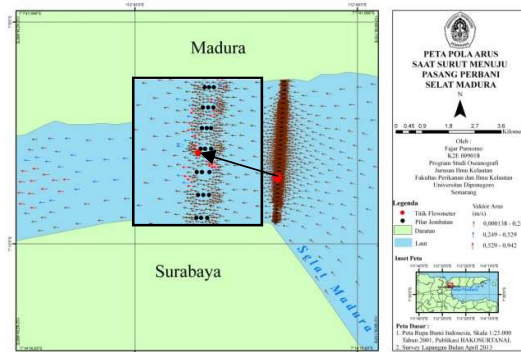 Madura
Surabaya
Selat Madura
PETA POLA ARUS
SAAT SURUT MENUJU
PASANG PERBANI
SELAT MADURA
N
0 0,45 0,9 1,8 2,7 3,6
Oleh :
Fajar Purnomo
K2E 009018
Program Studi Oseanografi
Jurusan Ilmu Kelautan
Fakultas Perikanan dan Ilmu Kelautan
Universitas Diponegoro
Semarang
Legenda
Titik Flowmeter
Pilar Jembatan
Daratan
Laut
Vektor Arus
(m/s)
0,249 - 0,529
0,529 - 0,942
Inset Peta
Peta Dasar :
1. Peta Rupa Bumi Indonesia, Skala 1:25.000
Tahun 2001, Publikasi BAKOSURTANAL
2. Survey Lapangan Bulan April 2013